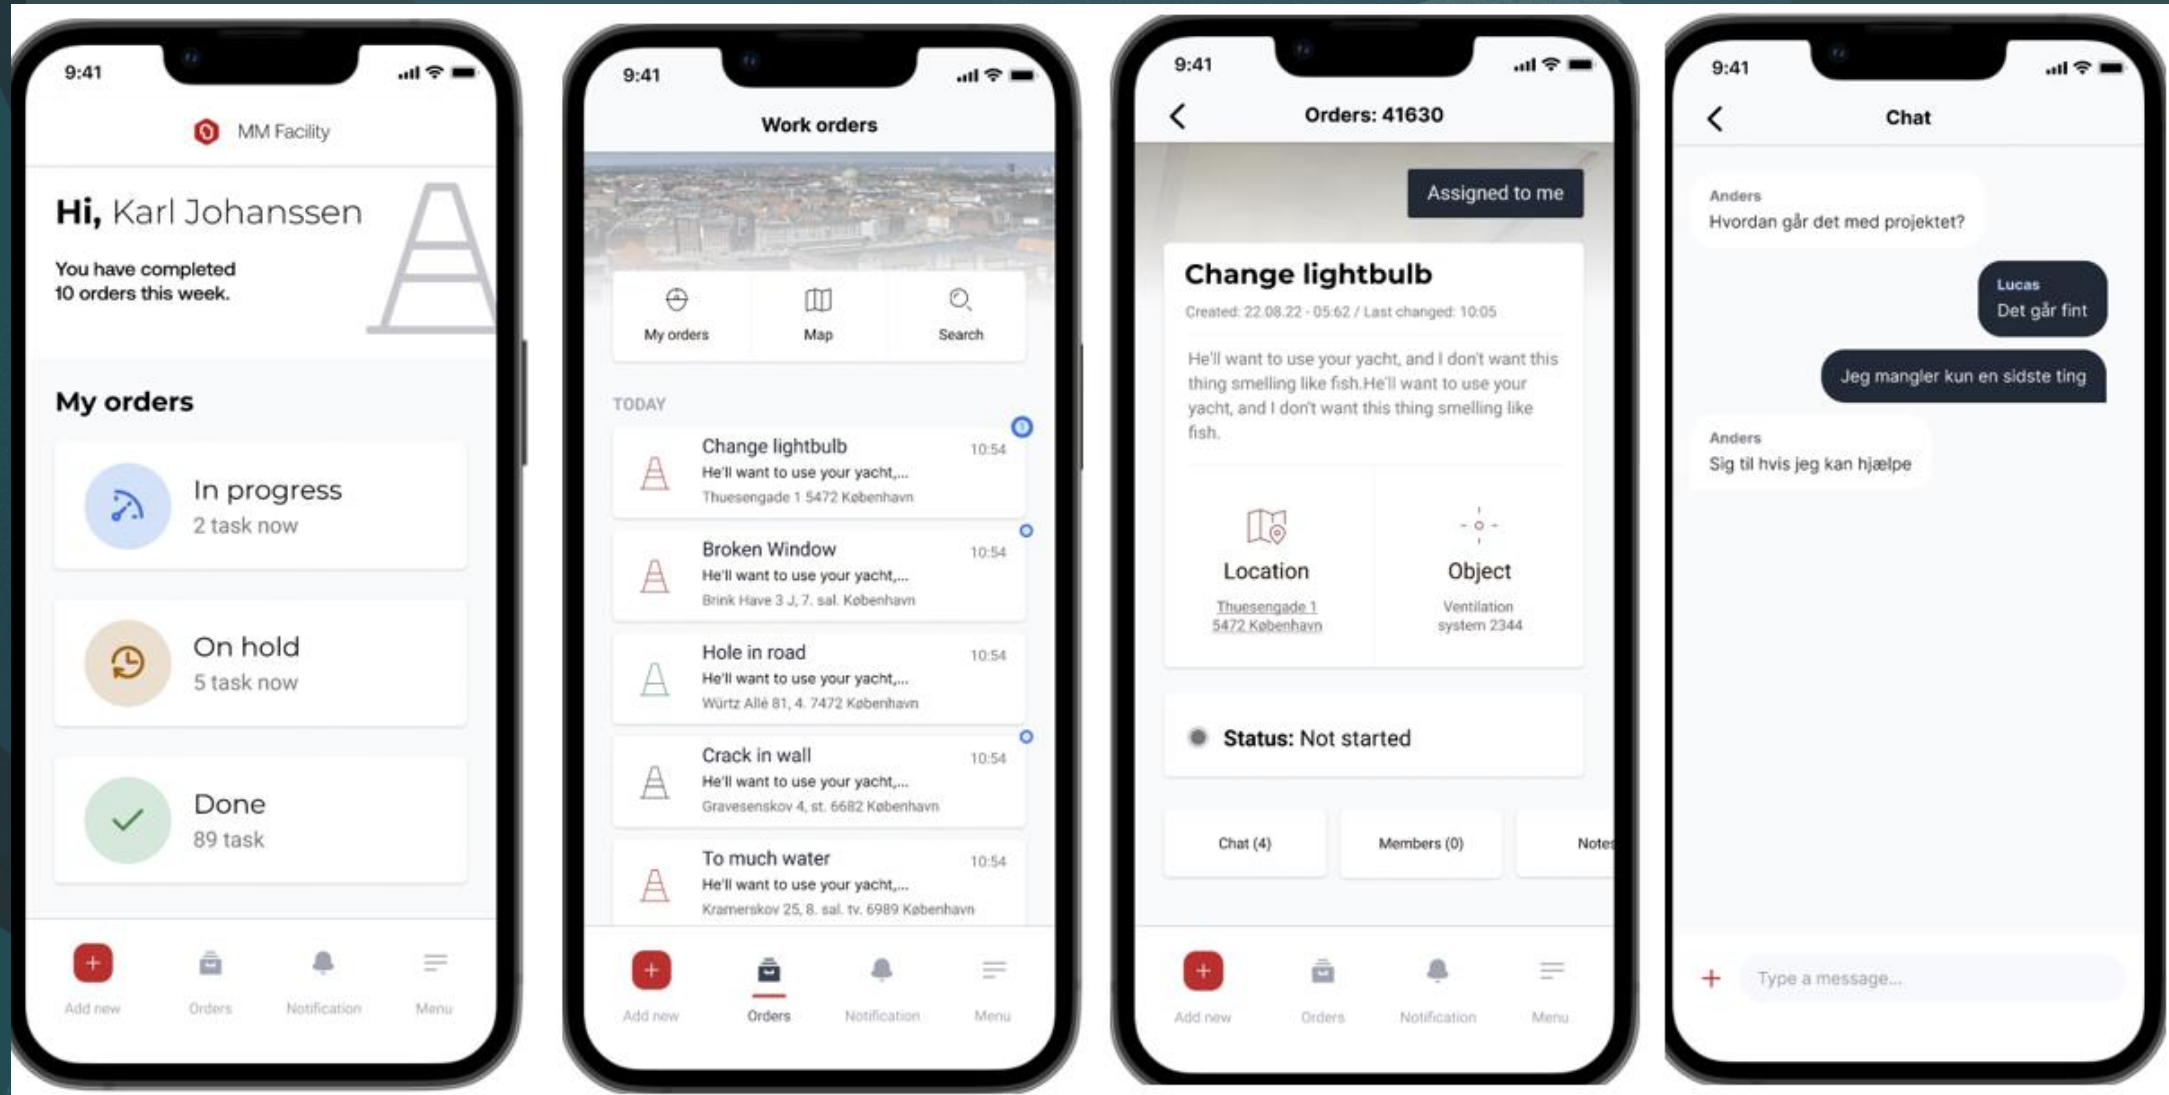 9:41
MM Facility
Hi, Karl Johanssen
You have completed
10 orders this week.
My orders
In progress
2 task now
On hold
5 task now
Done
89 task
Add new
Orders
Notification
Menu
9:41
Work orders
My orders
Map
Search
TODAY
Change lightbulb
10:54
He'll want to use your yacht,...
Thuesengade 1 5472 København
Broken Window
10:54
He'll want to use your yacht,...
Brink Have 3 J, 7. sal. København
Hole in road
10:54
He'll want to use your yacht,...
Würtz Allé 81, 4. 7472 København
Crack in wall
10:54
He'll want to use your yacht,...
Gravesenskov 4, st. 6682 København
To much water
10:54
He'll want to use your yacht,...
Kramerskov 25, 8. sal. tv. 6989 København
Add new
Orders
Notification
Menu
9:41
Orders: 41630
Assigned to me
Change lightbulb
Created: 22.08.22 - 05:62 / Last changed: 10:05
He'll want to use your yacht, and I don't want this
thing smelling like fish.He'll want to use your
yacht, and I don't want this thing smelling like
fish.
Location
Thuesengade 1
5472 København
Object
Ventilation
system 2344
Status: Not started
Chat (4)
Members (0)
Notes
Add new
Orders
Notification
Menu
9:41
Chat
Anders
Hvordan går det med projektet?
Lucas
Det går fint
Jeg mangler kun en sidste ting
Anders
Sig til hvis jeg kan hjælpe
Type a message...